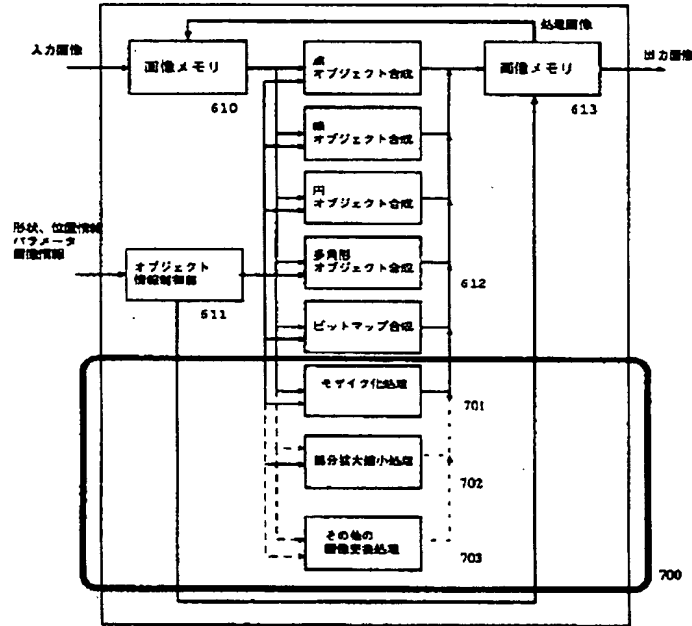 処理画像
入力画像
画像メモリ
610
点
オブジェクト合成
画像メモリ
613
出力画像
線
オブジェクト合成
円
オブジェクト合成
形状、位置情報
パラメータ
画像情報
オブジェクト
情報制御部
611
多角形
オブジェクト合成
612
ビットマップ合成
モザイク化処理
701
部分拡大縮小処理
702
その他の
画像変換処理
703
700